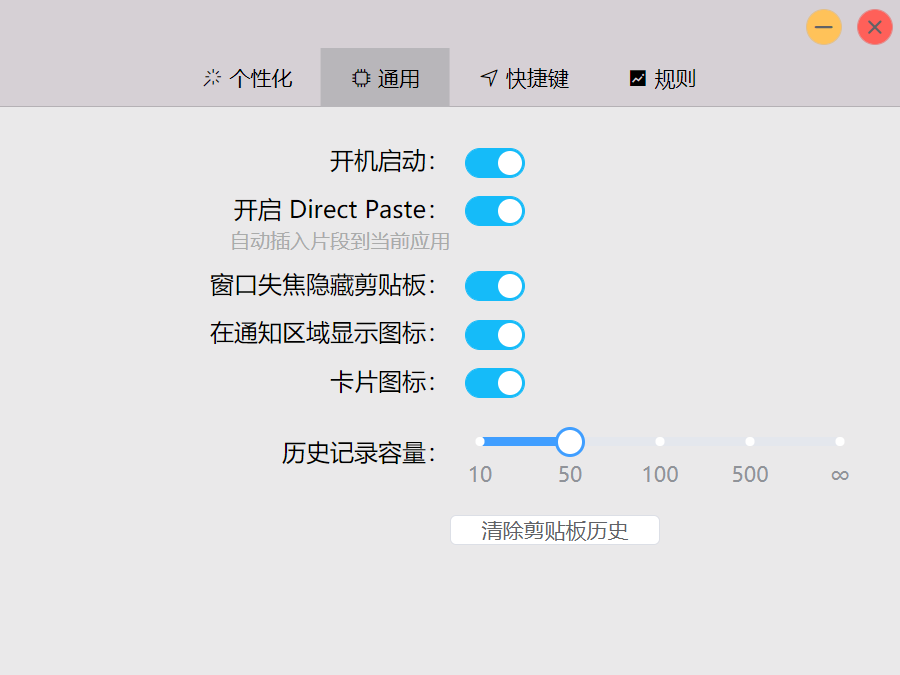 个性化 通用 快捷键 规则
开机启动：
开启 Direct Paste：
自动插入片段到当前应用
窗口失焦隐藏剪贴板：
在通知区域显示图标：
卡片图标：
历史记录容量：
10 50 100 500 ∞
清除剪贴板历史